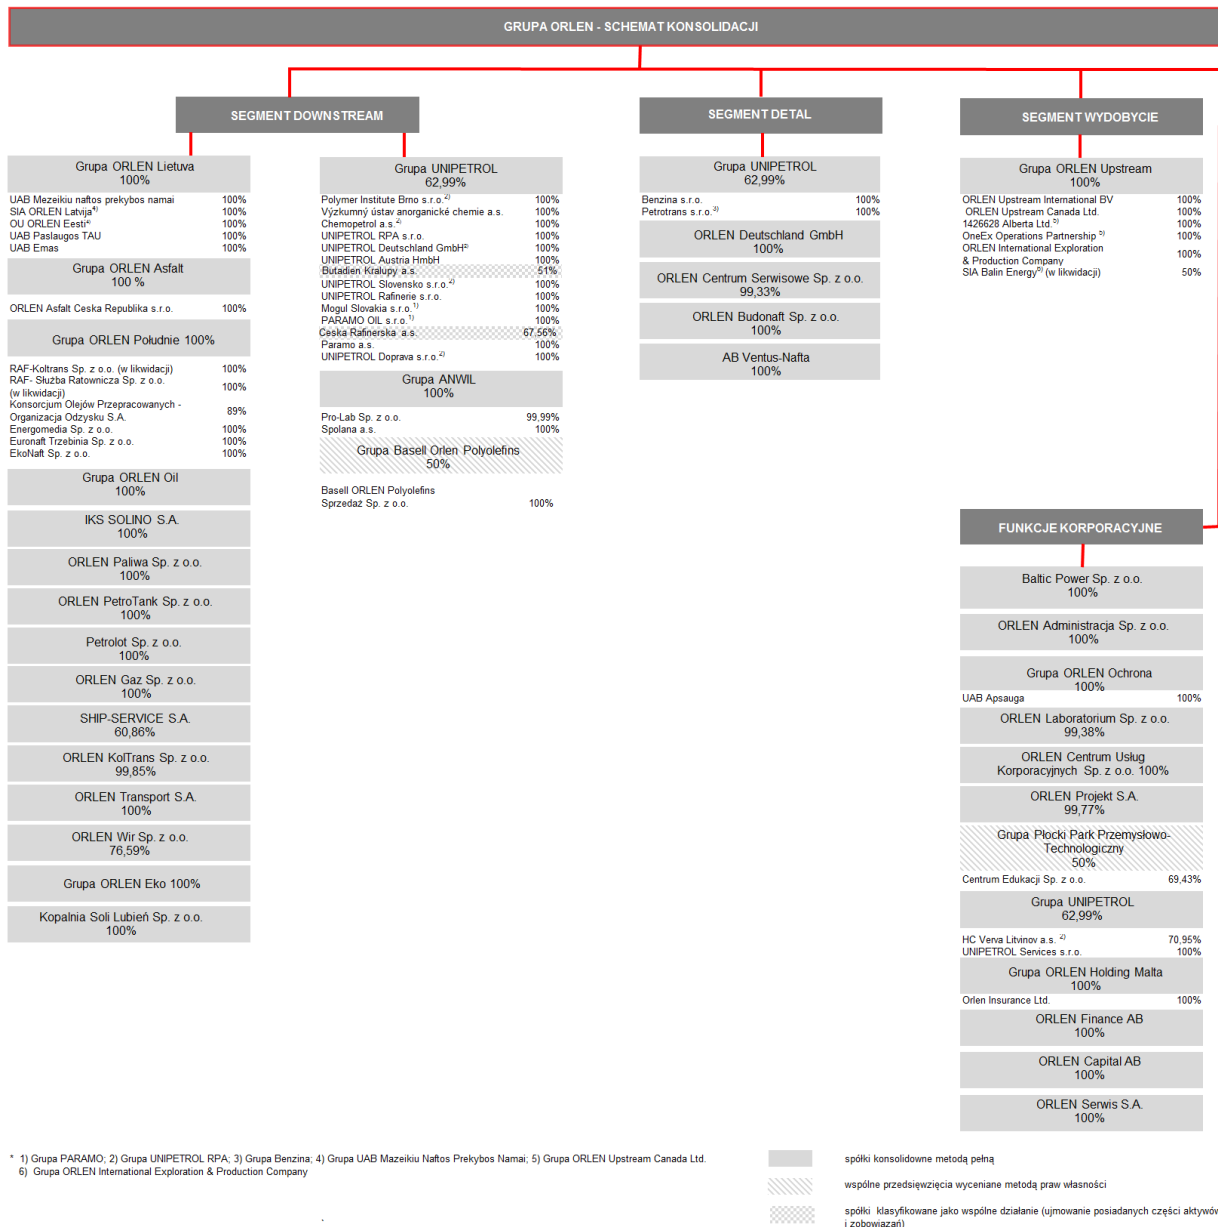 GRUPA ORLEN - SCHEMAT KONSOLIDACJI
SEGMENT DOWNSTREAM
Grupa ORLEN Lietuva
100%
UAB Mezeikiu naftos prekybos namai 100%
SIA ORLEN Latvija4) 100%
OU ORLEN Eesti4) 100%
UAB Paslaugos TAU 100%
UAB Emas 100%
Grupa ORLEN Asfalt
100 %
ORLEN Asfalt Ceska Republika s.r.o. 100%
Grupa ORLEN Południe 100%
RAF-Koltrans Sp. z o.o. (w likwidacji) 100%
RAF- Służba Ratownicza Sp. z o.o.
(w likwidacji) 100%
Konsorcjum Olejów Przepracowanych -
Organizacja Odzysku S.A. 89%
Energomedia Sp. z o.o. 100%
Euronaft Trzebinia Sp. z o.o. 100%
EkoNaft Sp. z o.o. 100%
Grupa ORLEN Oil
100%
IKS SOLINO S.A.
100%
ORLEN Paliwa Sp. z o.o.
100%
ORLEN PetroTank Sp. z o.o.
100%
Petrolot Sp. z o.o.
100%
ORLEN Gaz Sp. z o.o.
100%
SHIP-SERVICE S.A.
60,86%
ORLEN KolTrans Sp. z o.o.
99,85%
ORLEN Transport S.A.
100%
ORLEN Wir Sp. z o.o.
76,59%
Grupa ORLEN Eko 100%
Kopalnia Soli Lubień Sp. z o.o.
100%
Grupa UNIPETROL
62,99%
Polymer Institute Brno s.r.o.2) 100%
Výzkumný ústav anorganické chemie a.s. 100%
Chemopetrol a.s.2) 100%
UNIPETROL RPA s.r.o. 100%
UNIPETROL Deutschland GmbH2) 100%
UNIPETROL Austria HmbH 100%
Butadien Kralupy a.s. 51%
UNIPETROL Slovensko s.r.o.2) 100%
UNIPETROL Rafinerie s.r.o. 100%
Mogul Slovakia s.r.o.1) 100%
PARAMO OIL s.r.o.1) 100%
Ceska Rafinerska a.s. 67,56%
Paramo a.s. 100%
UNIPETROL Doprava s.r.o.2) 100%
Grupa ANWIL
100%
Pro-Lab Sp. z o.o. 99,99%
Spolana a.s. 100%
Grupa Basell Orlen Polyolefins
50%
Basell ORLEN Polyolefins
Sprzedaż Sp. z o.o. 100%
SEGMENT DETAL
Grupa UNIPETROL
62,99%
Benzina s.r.o. 100%
Petrotrans s.r.o.3) 100%
ORLEN Deutschland GmbH
100%
ORLEN Centrum Serwisowe Sp. z o.o.
99,33%
ORLEN Budonaft Sp. z o.o.
100%
AB Ventus-Nafta
100%
SEGMENT WYDOBYCIE
Grupa ORLEN Upstream
100%
ORLEN Upstream International BV 100%
ORLEN Upstream Canada Ltd. 100%
1426628 Alberta Ltd.5) 100%
OneEx Operations Partnership 5) 100%
ORLEN International Exploration
& Production Company 100%
SIA Balin Energy6) (w likwidacji) 50%
FUNKCJE KORPORACYJNE
Baltic Power Sp. z o.o.
100%
ORLEN Administracja Sp. z o.o.
100%
Grupa ORLEN Ochrona
100%
UAB Apsauga 100%
ORLEN Laboratorium Sp. z o.o.
99,38%
ORLEN Centrum Usług
Korporacyjnych Sp. z o.o. 100%
ORLEN Projekt S.A.
99,77%
Grupa Płocki Park Przemysłowo-
Technologiczny
50%
Centrum Edukacji Sp. z o.o. 69,43%
Grupa UNIPETROL
62,99%
HC Verva Litvinov a.s. 2) 70,95%
UNIPETROL Services s.r.o. 100%
Grupa ORLEN Holding Malta
100%
Orlen Insurance Ltd. 100%
ORLEN Finance AB
100%
ORLEN Capital AB
100%
ORLEN Serwis S.A.
100%
* 1) Grupa PARAMO; 2) Grupa UNIPETROL RPA; 3) Grupa Benzina; 4) Grupa UAB Mazeikiu Naftos Prekybos Namai; 5) Grupa ORLEN Upstream Canada Ltd.
6) Grupa ORLEN International Exploration & Production Company
spółki konsolidowne metodą pełną
wspólne przedsięwzięcia wyceniane metodą praw własności
spółki klasyfikowane jako wspólne działanie (ujmowanie posiadanych części aktywów
i zobowiązań)